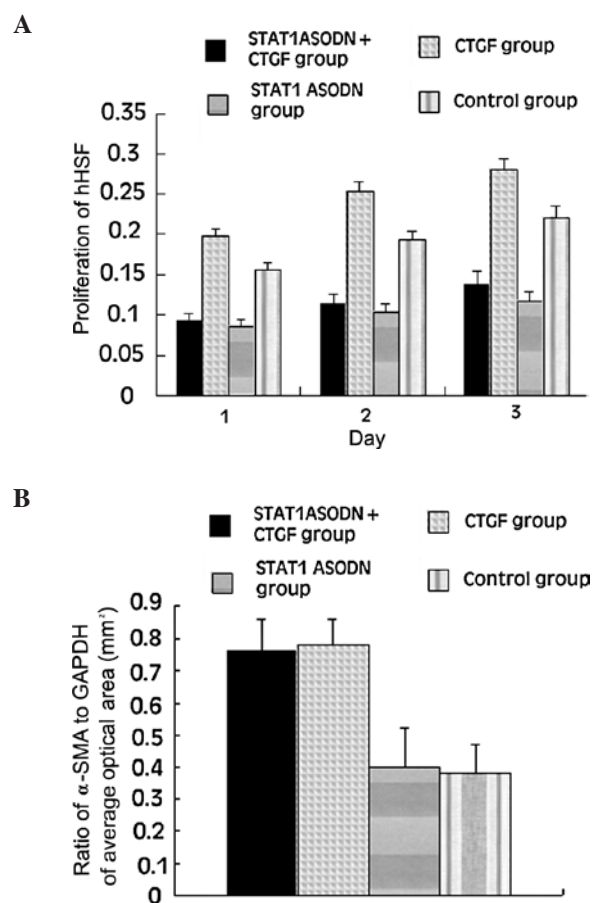 A
STAT1ASODN +
CTGF group
CTGF group
STAT1 ASODN
group
Control group
Proliferation of hHSF
0.35
0.3
0.25
0.2
0.15
0.1
0.05
0
1
2
3
Day
B
STAT1ASODN +
CTGF group
CTGF group
STAT1 ASODN
group
Control group
Ratio of α-SMA to GAPDH
of average optical area (mm²)
0.9
0.8
0.7
0.5
0.4
0.3
0.2
0.1
0